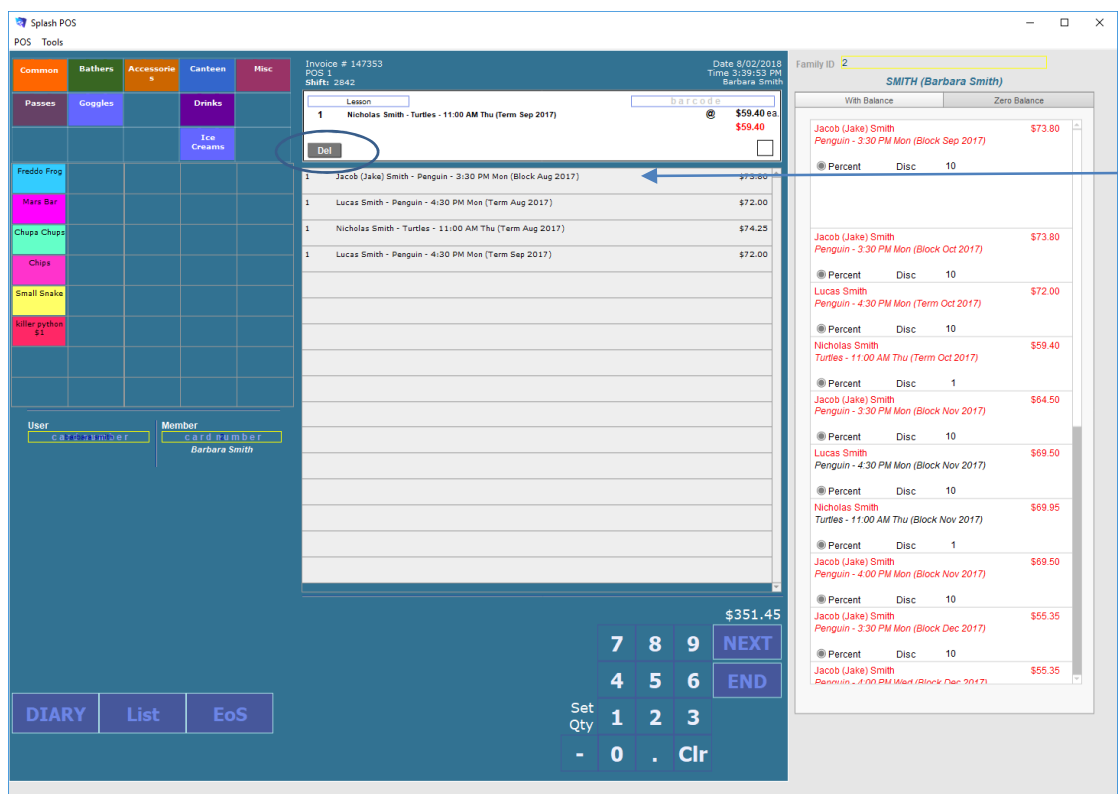 Splash POS
POS Tools
Common Bathers Accessorie Canteen Misc
s
Passes Goggles Drinks
Ice
Creams
Freddo Frog
Mars Bar
Chupa Chups
Chips
Small Snake
killer python
$1
User Member
card number
Barbara Smith
DIARY List EoS
Invoice # 147353 Date 8/02/2018
POS 1 Time 3:39:53 PM
Shift: 2842 Barbara Smith
Lesson barcode
1 Nicholas Smith - Turtles - 11:00 AM Thu (Term Sep 2017) @ $59.40 ea.
$59.40
Del
1 Jacob (Jake) Smith - Penguin - 3:30 PM Mon (Block Aug 2017) $73.80
1 Lucas Smith - Penguin - 4:30 PM Mon (Term Aug 2017) $72.00
1 Nicholas Smith - Turtles - 11:00 AM Thu (Term Aug 2017) $74.25
1 Lucas Smith - Penguin - 4:30 PM Mon (Term Sep 2017) $72.00
$351.45
7 8 9 NEXT
4 5 6 END
Set
Qty 1 2 3
- 0 . Clr
Family ID 2
SMITH (Barbara Smith)
With Balance Zero Balance
Jacob (Jake) Smith $73.80
Penguin - 3:30 PM Mon (Block Sep 2017)
Percent Disc 10
Jacob (Jake) Smith $73.80
Penguin - 3:30 PM Mon (Block Oct 2017)
Percent Disc 10
Lucas Smith $72.00
Penguin - 4:30 PM Mon (Term Oct 2017)
Percent Disc 10
Nicholas Smith $59.40
Turtles - 11:00 AM Thu (Term Oct 2017)
Percent Disc 1
Jacob (Jake) Smith $64.50
Penguin - 3:30 PM Mon (Block Nov 2017)
Percent Disc 10
Lucas Smith $69.50
Penguin - 4:30 PM Mon (Block Nov 2017)
Percent Disc 10
Nicholas Smith $69.95
Turtles - 11:00 AM Thu (Block Nov 2017)
Percent Disc 1
Jacob (Jake) Smith $69.50
Penguin - 4:00 PM Mon (Block Nov 2017)
Percent Disc 10
Jacob (Jake) Smith $55.35
Penguin - 3:30 PM Mon (Block Dec 2017)
Percent Disc 10
Jacob (Jake) Smith $55.35
Penguin - 4:00 PM Wed (Block Dec 2017)